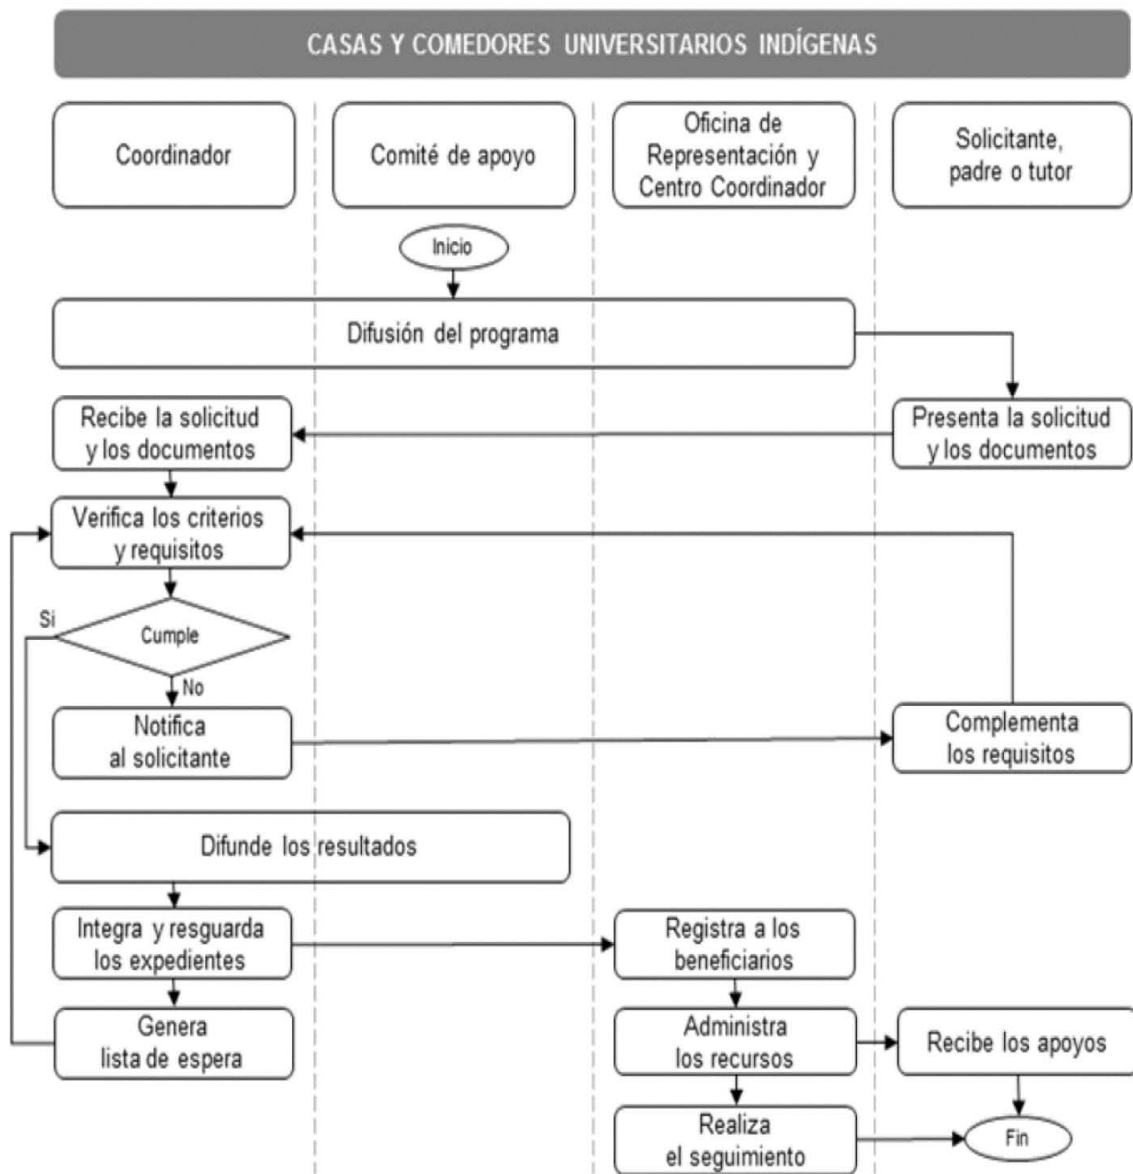 CASAS Y COMEDORES UNIVERSITARIOS INDÍGENAS
Coordinador
Comité de apoyo
Oficina de
Representación y
Centro Coordinador
Solicitante,
padre o tutor
Inicio
Difusión del programa
Recibe la solicitud
y los documentos
Presenta la solicitud
y los documentos
Verifica los criterios
y requisitos
Si
Cumple
No
Notifica
al solicitante
Complementa
los requisitos
Difunde los resultados
Integra y resguarda
los expedientes
Registra a los
beneficiarios
Genera
lista de espera
Administra
los recursos
Recibe los apoyos
Realiza
el seguimiento
Fin